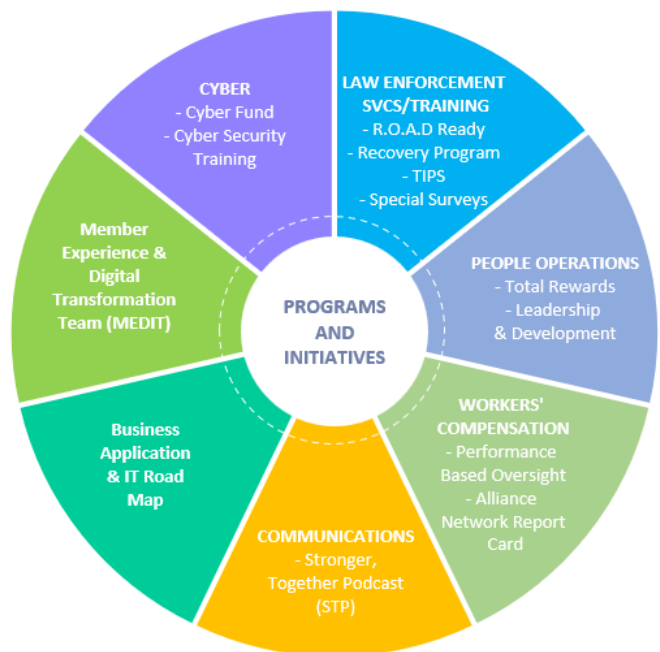 CYBER
- Cyber Fund
- Cyber Security
Training
LAW ENFORCEMENT
SVCS/TRAINING
- R.O.A.D Ready
- Recovery Program
- TIPS
- Special Surveys
PEOPLE OPERATIONS
- Total Rewards
- Leadership
& Development
WORKERS'
COMPENSATION
- Performance
Based Oversight
- Alliance
Network Report
Card
COMMUNICATIONS
- Stronger,
Together Podcast
(STP)
Business
Application
& IT Road
Map
Member
Experience &
Digital
Transformation
Team (MEDIT)
PROGRAMS
AND
INITIATIVES